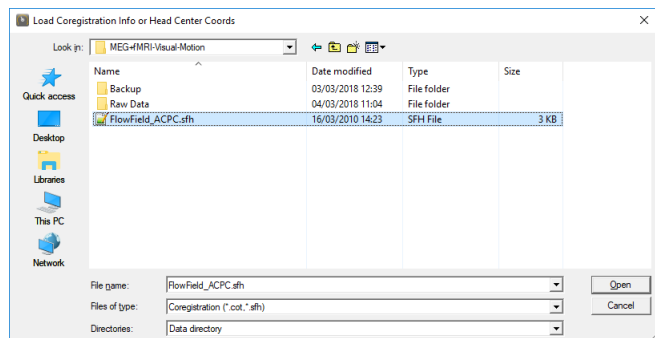 Load Coregistration Info or Head Center Coords
Look in: MEG+fMRI-Visual-Motion
Name Date modified Type Size
Backup 03/03/2018 12:39 File folder
Raw Data 04/03/2018 11:04 File folder
FlowField_ACPC.sfh 16/03/2010 14:23 SFH File 3 KB
Quick access
Desktop
Libraries
This PC
Network
File name: FlowField_ACPC.sfh Open
Files of type: Coregistration (*.cot,*.sfh) Cancel
Directories: Data directory